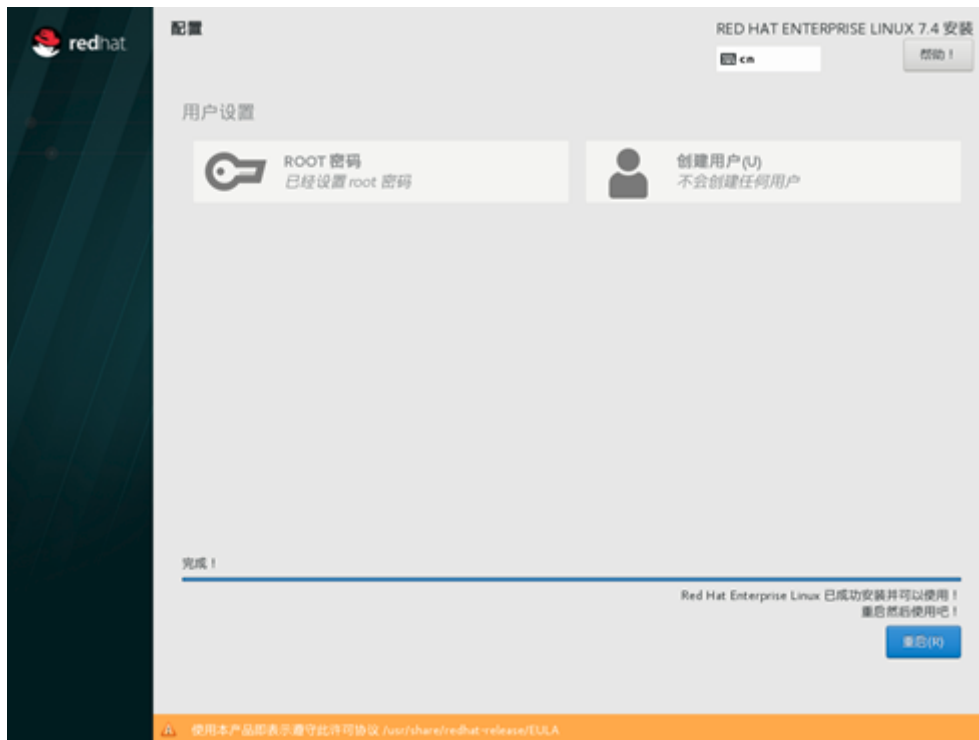 redhat
配置
RED HAT ENTERPRISE LINUX 7.4 安装
cn
帮助！
用户设置
ROOT 密码
已经设置 root 密码
创建用户(U)
不会创建任何用户
完成！
Red Hat Enterprise Linux 已成功安装并可以使用！
重启然后使用吧！
重启(R)
使用本产品即表示遵守此许可协议 /usr/share/redhat-release/EULA